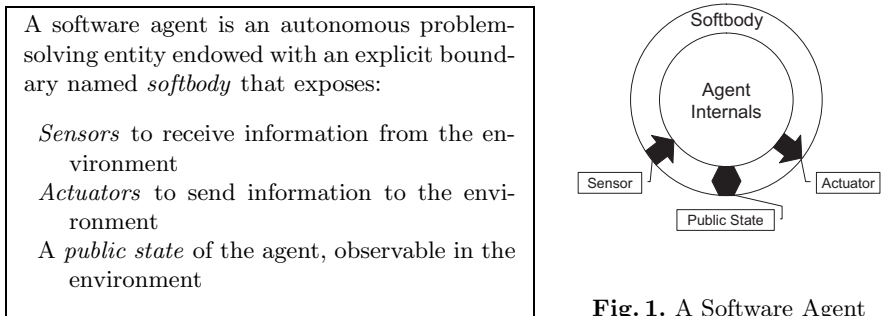 A software agent is an autonomous problem-
solving entity endowed with an explicit bound-
ary named softbody that exposes:
Sensors to receive information from the en-
vironment
Actuators to send information to the envi-
ronment
A public state of the agent, observable in the
environment
Softbody
Agent
Internals
Sensor
Actuator
Public State
Fig. 1. A Software Agent